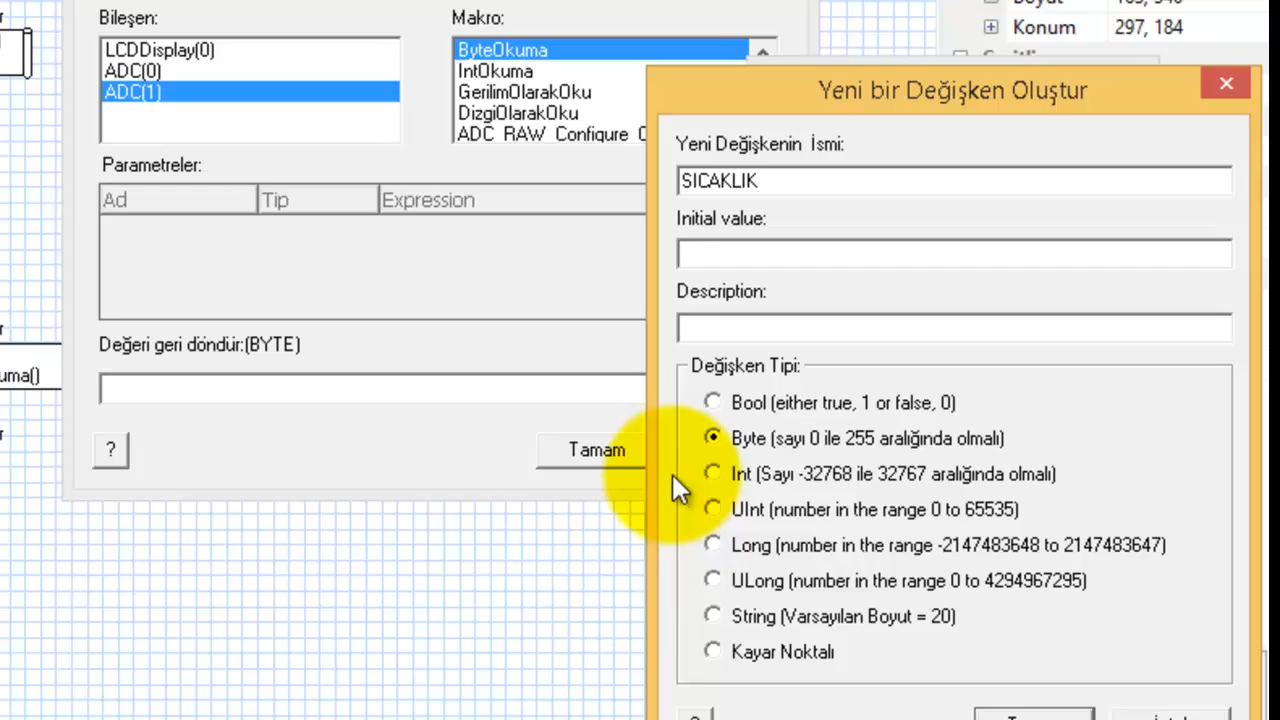 Bileşen:
LCDDisplay(0)
ADC(0)
ADC(1)
Makro:
ByteOkuma
IntOkuma
GerilimOlarakOku
DizgiOlarakOku
ADC RAW Configure
Parametreler:
Ad Tip Expression
Değeri geri döndür:(BYTE)
? Tamam
uma()
Konum 297, 184
Yeni bir Değişken Oluştur
Yeni Değişkenin İsmi:
SICAKLIK
Initial value:
Description:
Değişken Tipi:
Bool (either true, 1 or false, 0)
Byte (sayı 0 ile 255 aralığında olmalı)
Int (Sayı -32768 ile 32767 aralığında olmalı)
UInt (number in the range 0 to 65535)
Long (number in the range -2147483648 to 2147483647)
ULong (number in the range 0 to 4294967295)
String (Varsayılan Boyut = 20)
Kayar Noktalı